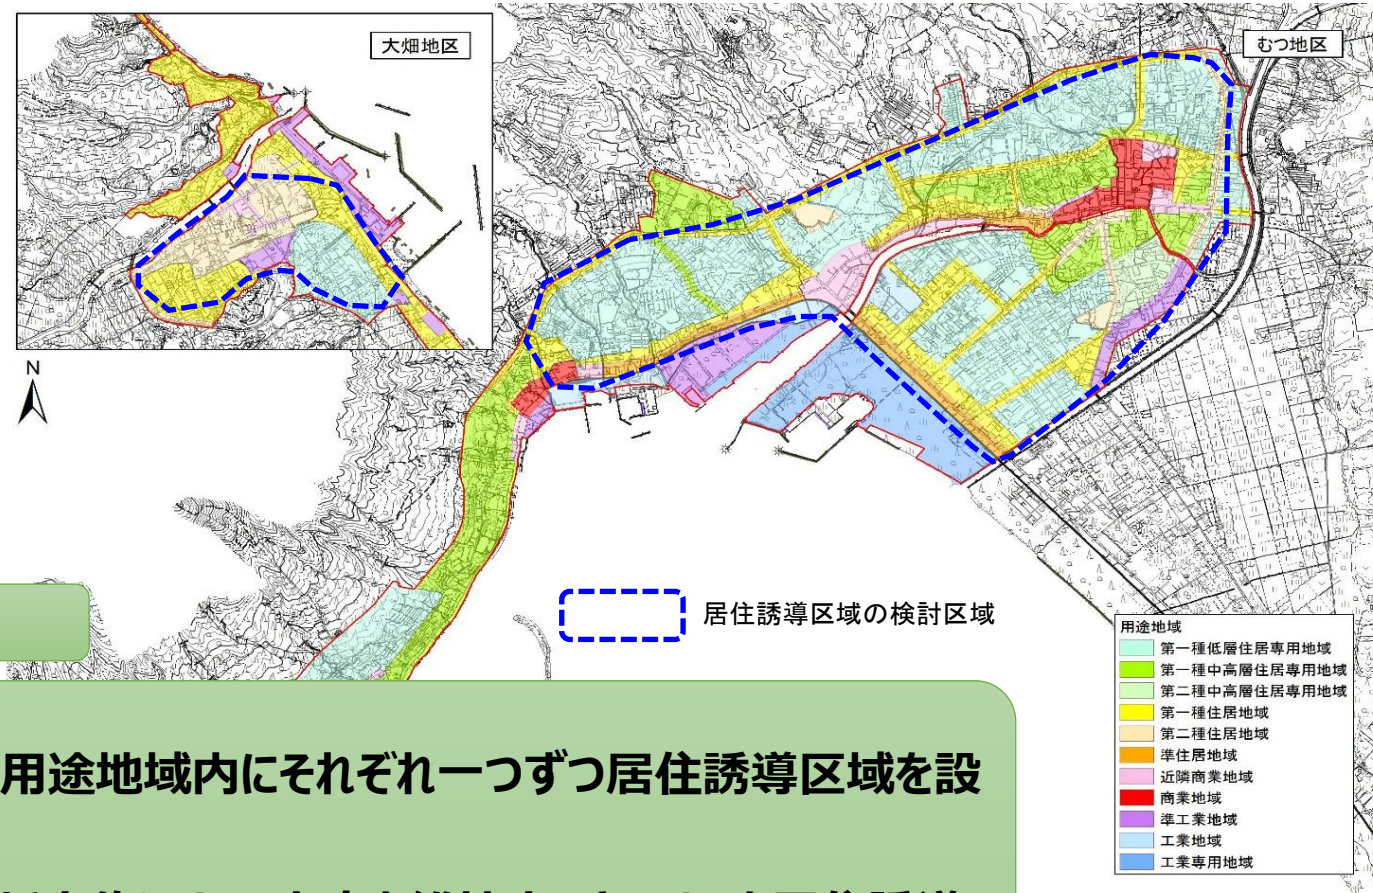 大畑地区
むつ地区
N
居住誘導区域の検討区域
用途地域
第一種低層住居専用地域
第一種中高層住居専用地域
第二種中高層住居専用地域
第一種住居地域
第二種住居地域
準住居地域
近隣商業地域
商業地域
準工業地域
工業地域
工業専用地域
用途地域内にそれぞれ一つずつ居住誘導区域を設